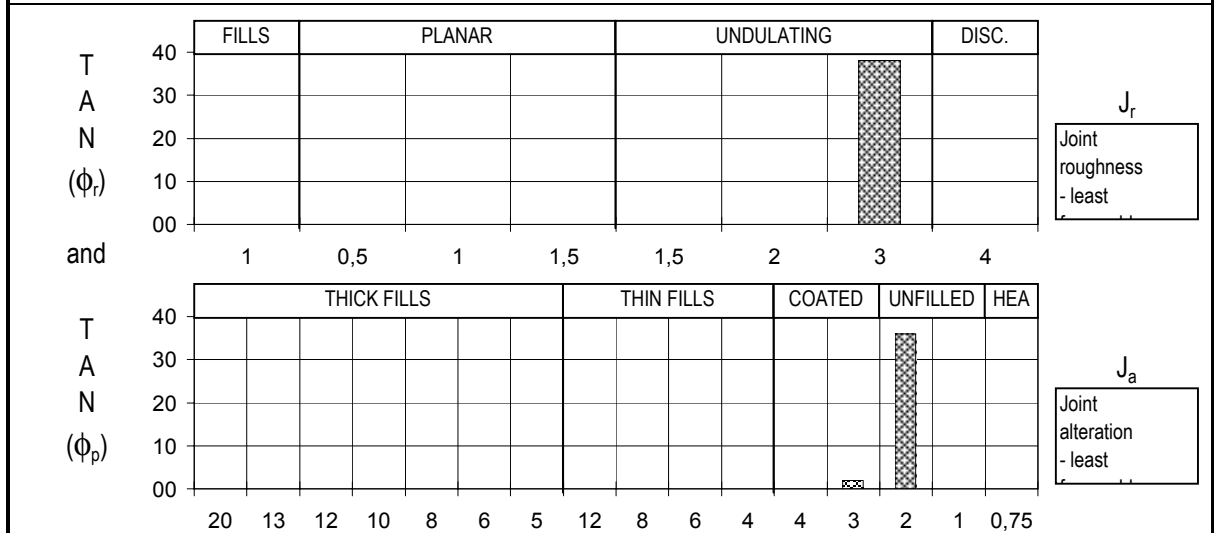 FILLS PLANAR UNDULATING DISC.
T
A
N
(ϕr)
40
30
20
10
00
Jr
Joint
roughness
- least
and
1 0,5 1 1,5 1,5 2 3 4
THICK FILLS THIN FILLS COATED UNFILLED HEA
T
A
N
(ϕp)
40
30
20
10
00
Ja
Joint
alteration
- least
20 13 12 10 8 6 5 12 8 6 4 4 3 2 1 0,75